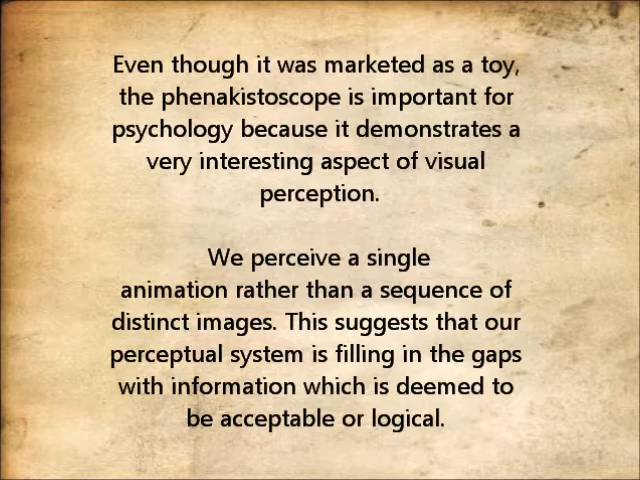 Even though it was marketed as a toy,
the phenakistoscope is important for
psychology because it demonstrates a
very interesting aspect of visual
perception.
We perceive a single
animation rather than a sequence of
distinct images. This suggests that our
perceptual system is filling in the gaps
with information which is deemed to
be acceptable or logical.